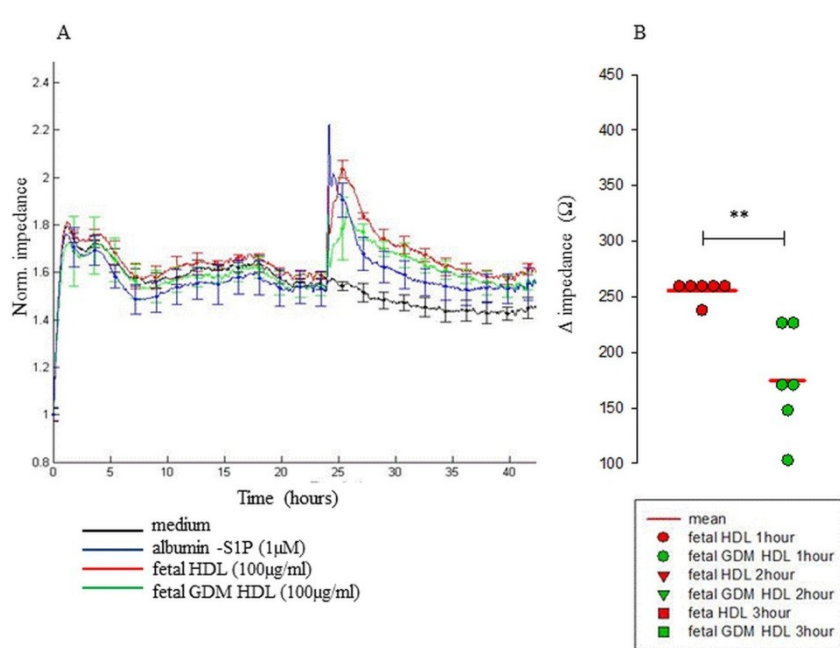 A
B
Norm. impedance
2.4
2.2
2
1.8
1.6
1.4
1.2
1
0.8
0
5
10
15
20
25
30
35
40
Time (hours)
medium
albumin -S1P (1µM)
fetal HDL (100µg/ml)
fetal GDM HDL (100µg/ml)
Δ impedance (Ω)
450
400
350
300
250
200
150
100
**
mean
fetal HDL 1hour
fetal GDM HDL 1hour
fetal HDL 2hour
fetal GDM HDL 2hour
feta HDL 3hour
fetal GDM HDL 3hour